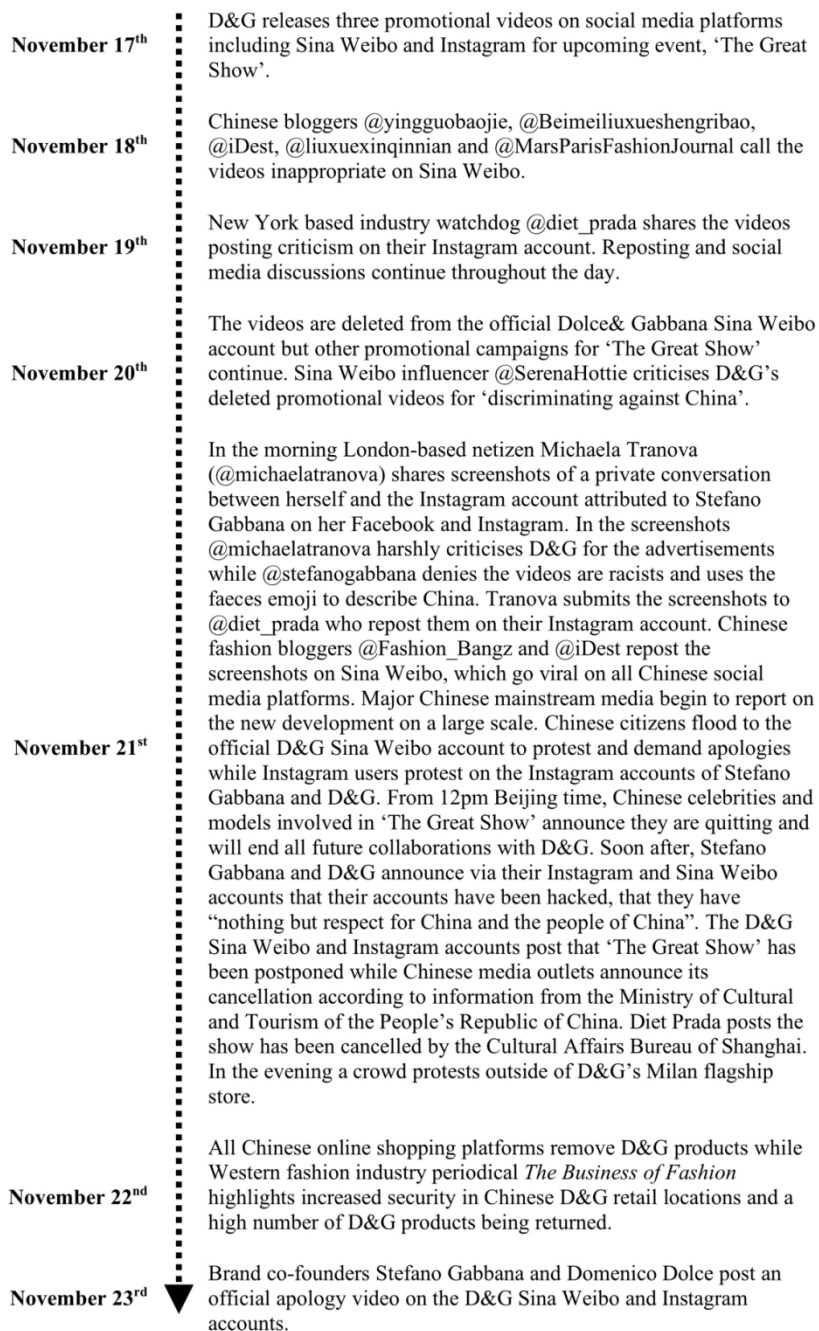 D&G releases three promotional videos on social media platforms
November 17th
including Sina Weibo and Instagram for upcoming event, ‘The Great
Show’.
Chinese bloggers @yingguobaojie, @Beimeiliuxueshengribao,
November 18th
@iDest, @liuxuexinqinnian and @MarsParisFashionJournal call the
videos inappropriate on Sina Weibo.
New York based industry watchdog @diet_prada shares the videos
November 19th
posting criticism on their Instagram account. Reposting and social
media discussions continue throughout the day.
The videos are deleted from the official Dolce& Gabbana Sina Weibo
account but other promotional campaigns for ‘The Great Show’
November 20th
continue. Sina Weibo influencer @SerenaHottie criticises D&G’s
deleted promotional videos for ‘discriminating against China’.
In the morning London-based netizen Michaela Tranova
(@michaelatranova) shares screenshots of a private conversation
between herself and the Instagram account attributed to Stefano
Gabbana on her Facebook and Instagram. In the screenshots
@michaelatranova harshly criticises D&G for the advertisements
while @stefanogabbana denies the videos are racists and uses the
faeces emoji to describe China. Tranova submits the screenshots to
@diet_prada who repost them on their Instagram account. Chinese
fashion bloggers @Fashion_Bangz and @iDest repost the
screenshots on Sina Weibo, which go viral on all Chinese social
media platforms. Major Chinese mainstream media begin to report on
the new development on a large scale. Chinese citizens flood to the
November 21st
official D&G Sina Weibo account to protest and demand apologies
while Instagram users protest on the Instagram accounts of Stefano
Gabbana and D&G. From 12pm Beijing time, Chinese celebrities and
models involved in ‘The Great Show’ announce they are quitting and
will end all future collaborations with D&G. Soon after, Stefano
Gabbana and D&G announce via their Instagram and Sina Weibo
accounts that their accounts have been hacked, that they have
“nothing but respect for China and the people of China”. The D&G
Sina Weibo and Instagram accounts post that ‘The Great Show’ has
been postponed while Chinese media outlets announce its
cancellation according to information from the Ministry of Cultural
and Tourism of the People’s Republic of China. Diet Prada posts the
show has been cancelled by the Cultural Affairs Bureau of Shanghai.
In the evening a crowd protests outside of D&G’s Milan flagship
store.
All Chinese online shopping platforms remove D&G products while
Western fashion industry periodical The Business of Fashion
November 22nd
highlights increased security in Chinese D&G retail locations and a
high number of D&G products being returned.
Brand co-founders Stefano Gabbana and Domenico Dolce post an
November 23rd
official apology video on the D&G Sina Weibo and Instagram
accounts.